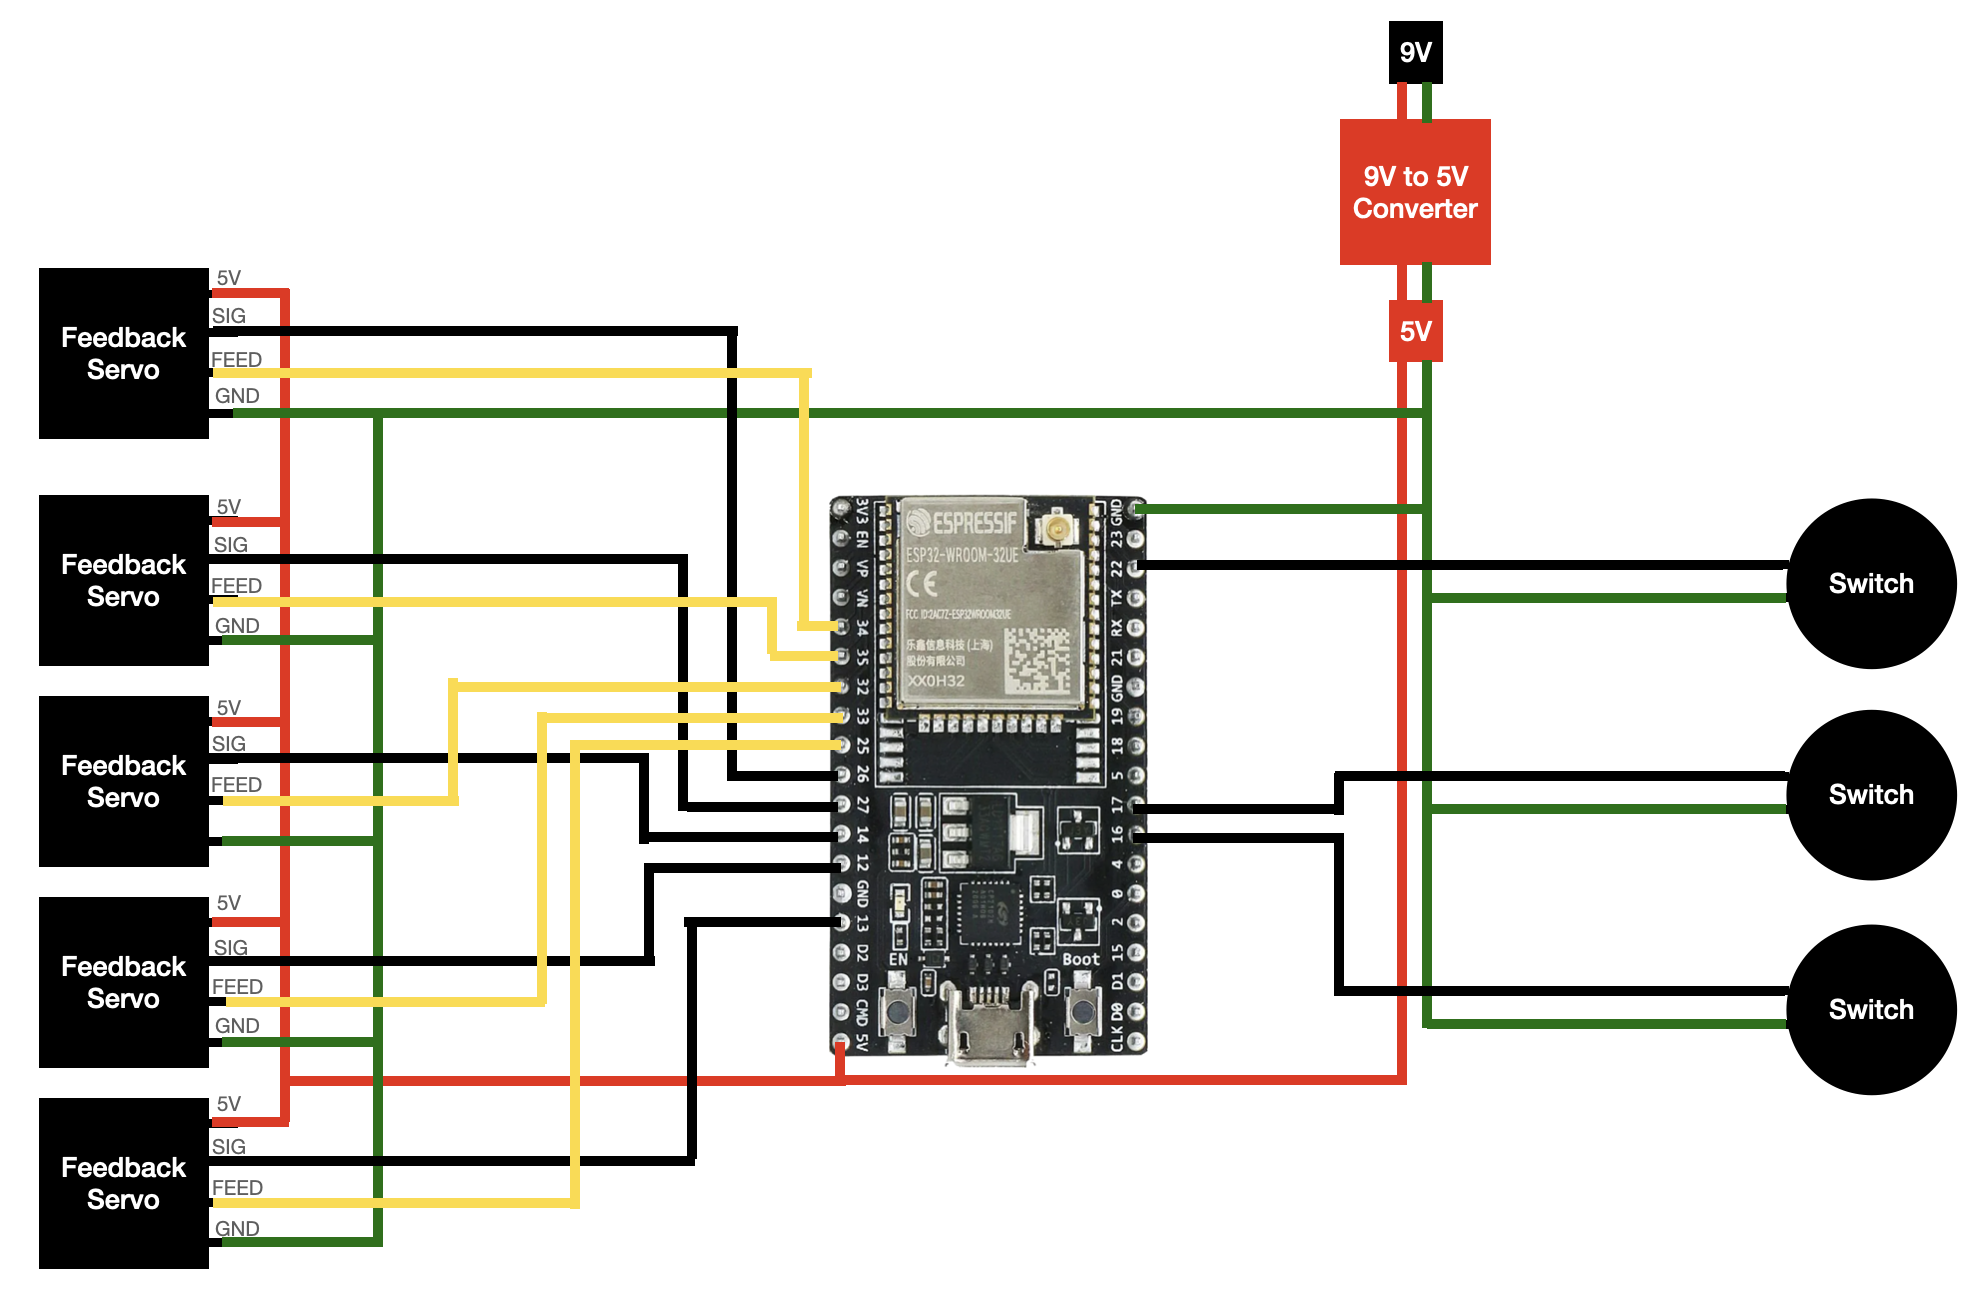 9V
9V to 5V
Converter
5V
5V
SIG
FEED
GND
Feedback
Servo
5V
SIG
FEED
GND
Feedback
Servo
5V
SIG
FEED
Feedback
Servo
5V
SIG
FEED
GND
Feedback
Servo
5V
SIG
FEED
GND
Feedback
Servo
3V3
EN
VP
VN
34
35
32
33
25
26
27
14
12
GND
13
D2
D3
CMD
5V
ESPRESSIF
ESP32-WROOM-32UE
CE
FCC ID:2AC7Z-ESP32WROOM32UE
乐鑫信息科技(上海)
股份有限公司
XX0H32
EN
Boot
GND
23
22
TX
RX
21
GND
19
18
5
17
16
4
0
2
15
D1
D0
CLK
Switch
Switch
Switch